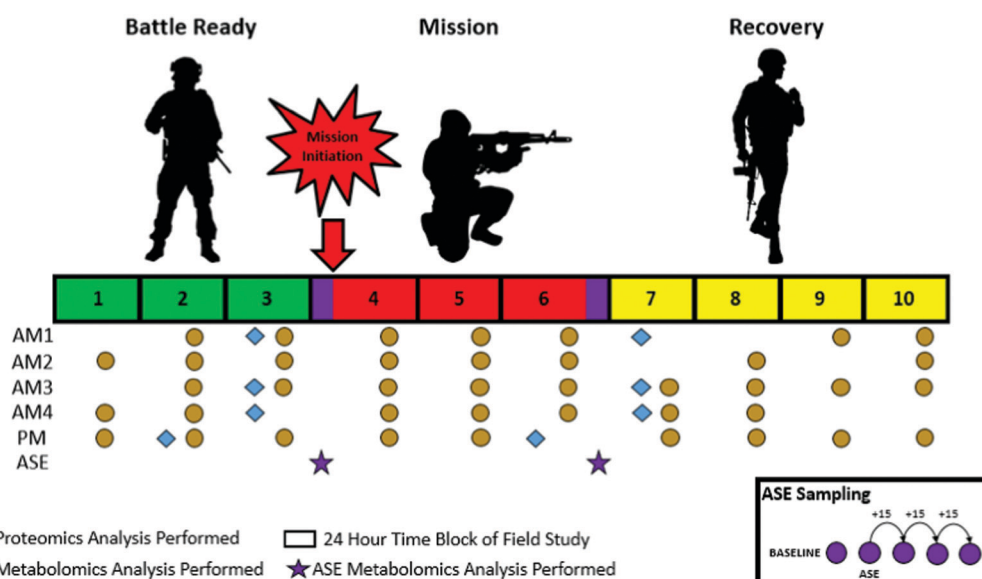 Battle Ready
Mission
Recovery
Mission
Initiation
1 2 3 4 5 6 7 8 9 10
AM1
AM2
AM3
AM4
PM
ASE
Proteomics Analysis Performed
24 Hour Time Block of Field Study
Metabolomics Analysis Performed
ASE Metabolomics Analysis Performed
ASE Sampling
+15 +15 +15
BASELINE
ASE